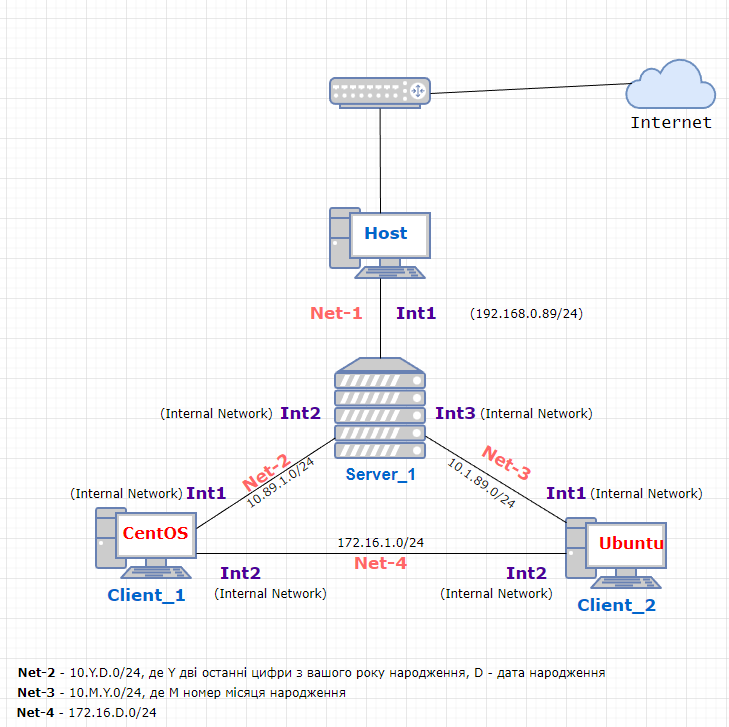 Internet
Host
Net-1 Int1 (192.168.0.89/24)
(Internal Network) Int2 Int3 (Internal Network)
Server_1
Net-2
10.89.1.0/24
Net-3
10.1.89.0/24
(Internal Network) Int1 Int1 (Internal Network)
CentOS
Ubuntu
172.16.1.0/24
Net-4
Int2 Int2
(Internal Network) (Internal Network)
Client_1
Client_2
Net-2 - 10.Y.D.0/24, де Y дві останні цифри з вашого року народження, D - дата народження
Net-3 - 10.M.Y.0/24, де M номер місяця народження
Net-4 - 172.16.D.0/24